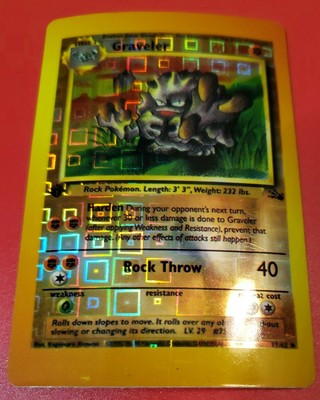 Graveler
Rock Pokémon. Length: 3' 3", Weight: 232 lbs.
Harden During your opponent's next turn,
whenever 30 or less damage is done to Graveler
(after applying Weakness and Resistance), prevent that
damage. (Any other effects of attacks still happen.)
Rock Throw 40
weakness resistance retreat cost
Rolls down slopes to move. It rolls over any
slowing or changing its direction. LV. 29